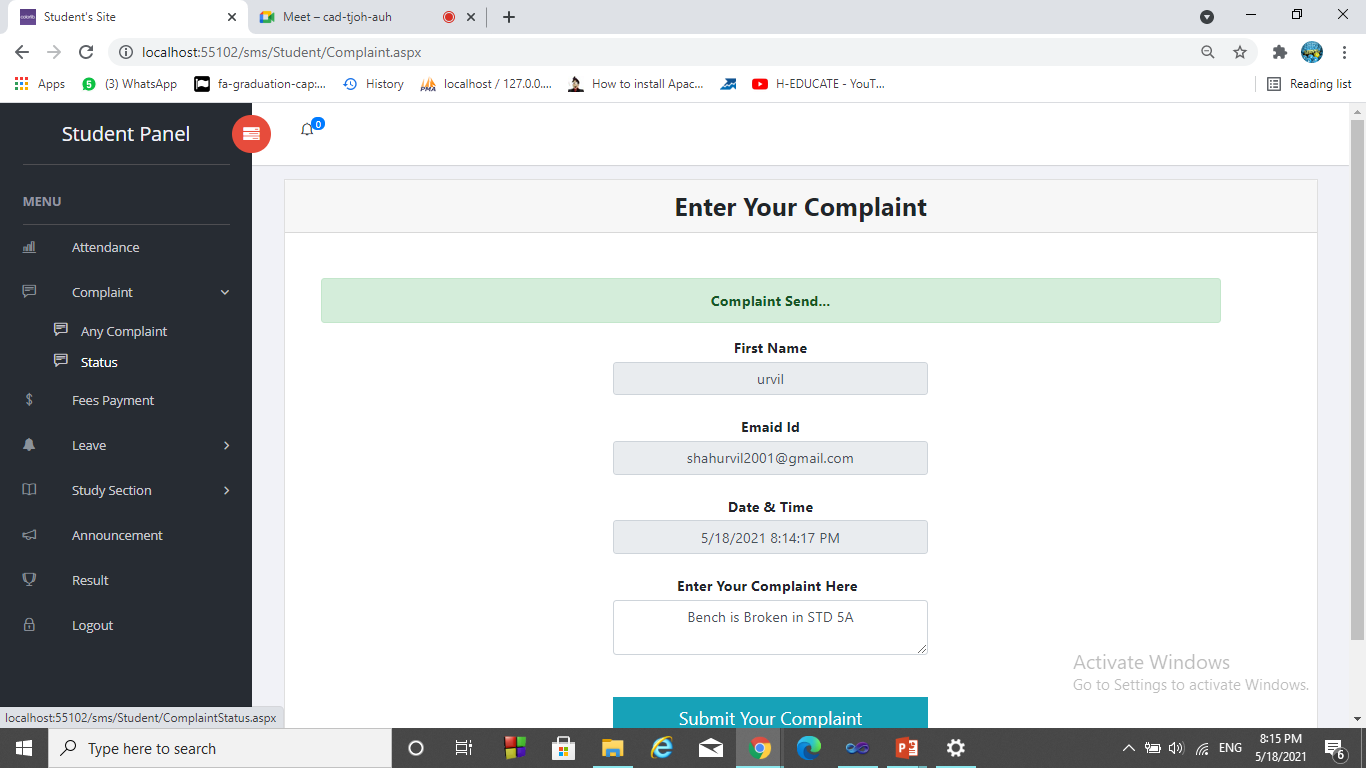 Student's Site
Meet – cad-tjoh-auh
localhost:55102/sms/Student/Complaint.aspx
Apps
(3) WhatsApp
fa-graduation-cap:...
History
localhost / 127.0.0....
How to install Apac...
H-EDUCATE - YouT...
Reading list
Student Panel
0
MENU
Attendance
Complaint
Any Complaint
Status
Fees Payment
Leave
Study Section
Announcement
Result
Logout
Enter Your Complaint
Complaint Send...
First Name
urvil
Emaid Id
shahurvil2001@gmail.com
Date & Time
5/18/2021 8:14:17 PM
Enter Your Complaint Here
Bench is Broken in STD 5A
Submit Your Complaint
Activate Windows
Go to Settings to activate Windows.
localhost:55102/sms/Student/ComplaintStatus.aspx
Type here to search
ENG
8:15 PM
5/18/2021
6